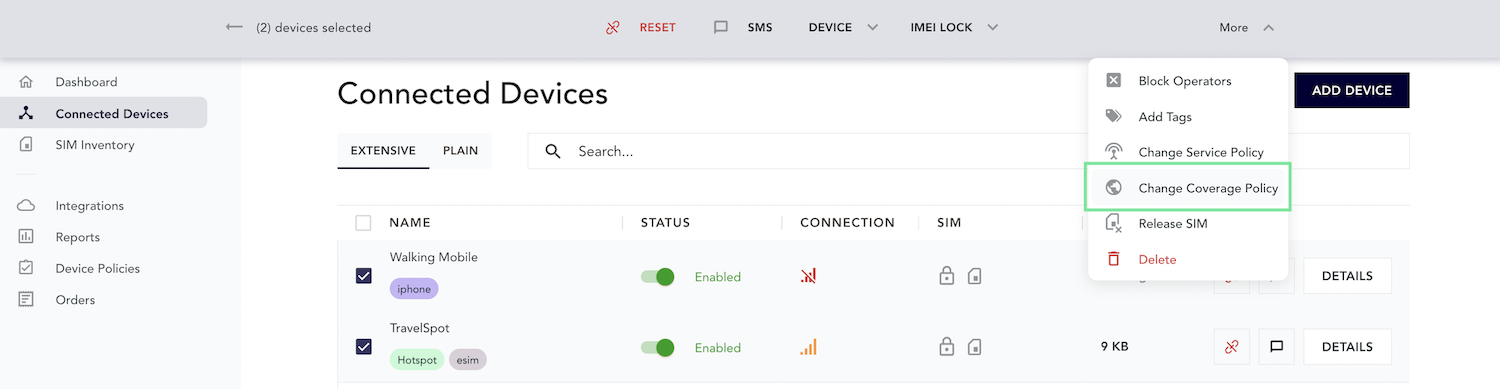 (2) devices selected RESET SMS DEVICE IMEI LOCK More
Dashboard
Connected Devices
SIM Inventory
Integrations
Reports
Device Policies
Orders
Connected Devices
ADD DEVICE
EXTENSIVE PLAIN
Search...
Block Operators
Add Tags
Change Service Policy
Change Coverage Policy
Release SIM
Delete
NAME STATUS CONNECTION SIM
Walking Mobile
iphone
Enabled
DETAILS
TravelSpot
Hotspot esim
Enabled
9 KB
DETAILS